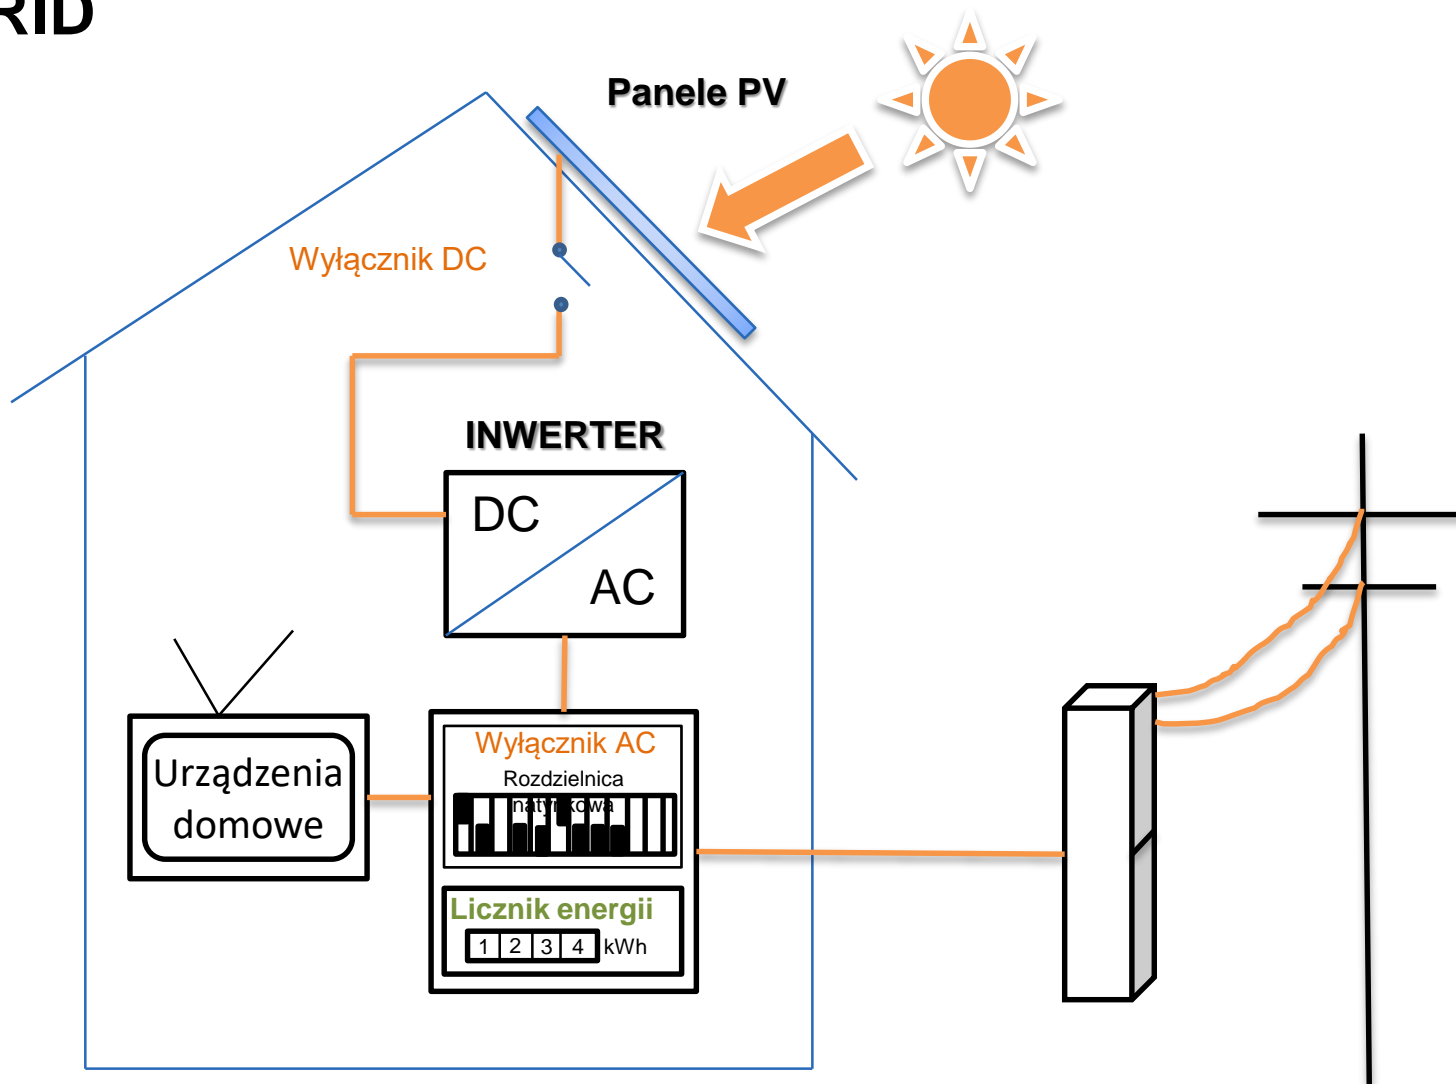 RID
Panele PV
Wyłącznik DC
INWERTER
DC
AC
Wyłącznik AC
Rozdzielnica
natynkowa
Urządzenia
domowe
Licznik energii
1 2 3 4 kWh